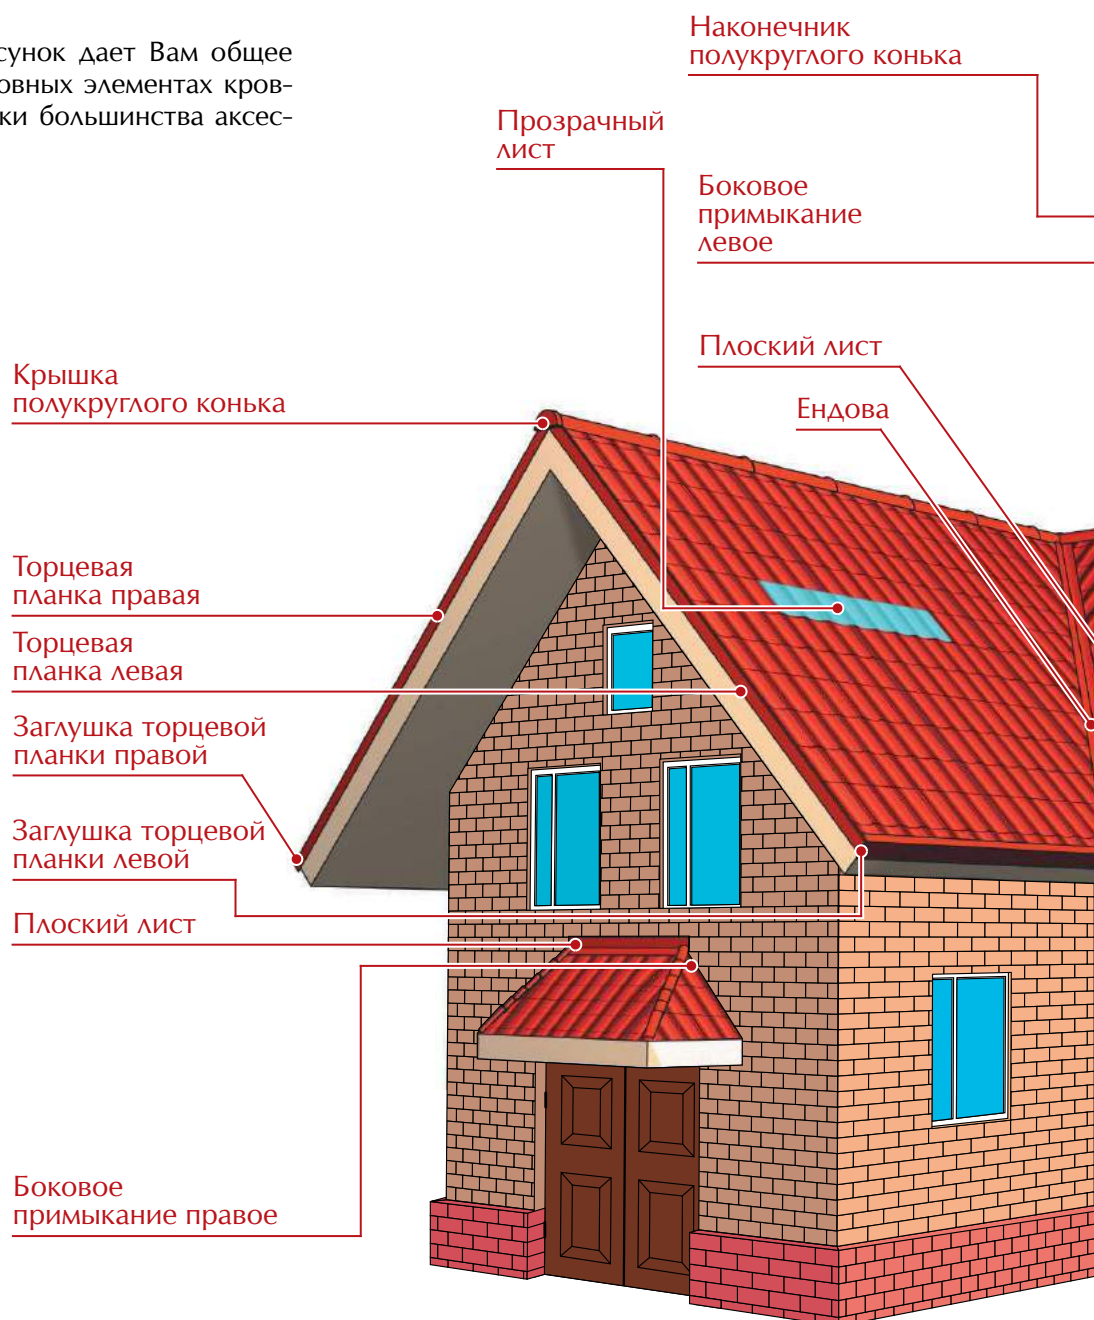 сунок дает Вам общее
овных элементах кров-
ки большинства аксес-
Наконечник
полукруглого конька
Прозрачный
лист
Боковое
примыкание
левое
Плоский лист
Ендова
Крышка
полукруглого конька
Торцевая
планка правая
Торцевая
планка левая
Заглушка торцевой
планки правой
Заглушка торцевой
планки левой
Плоский лист
Боковое
примыкание правое